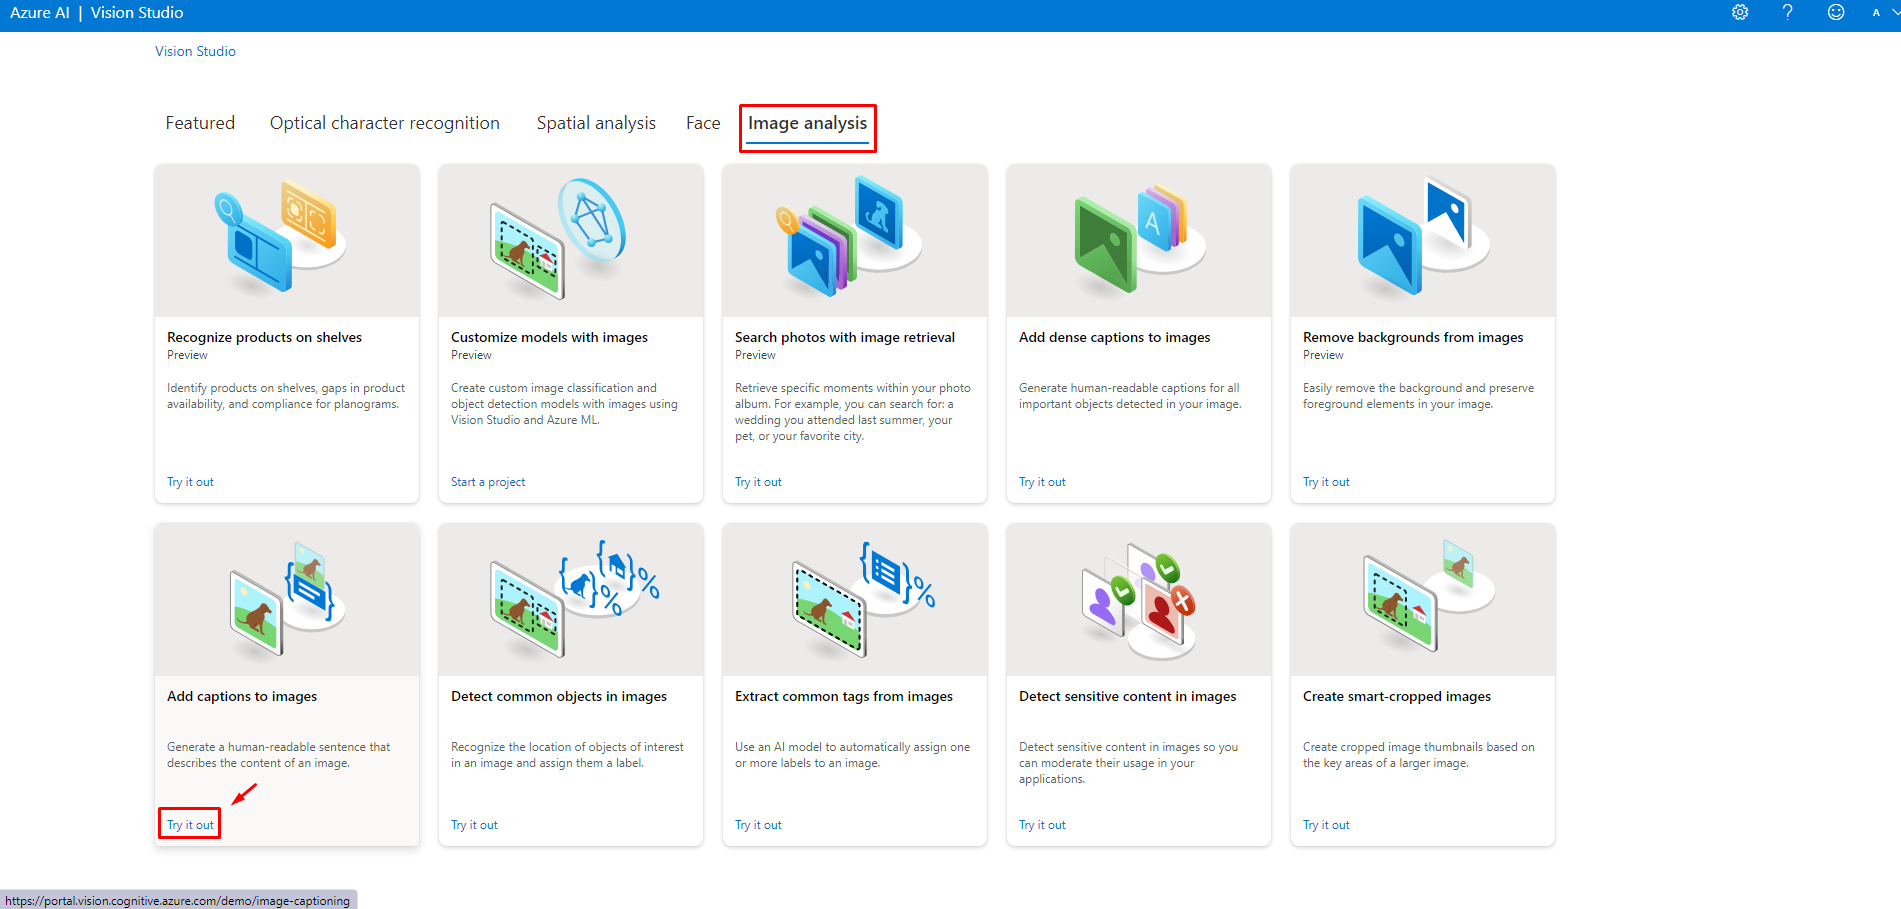 Azure AI | Vision Studio
A
Vision Studio
Featured Optical character recognition Spatial analysis Face Image analysis
A
Recognize products on shelves
Preview
Identify products on shelves, gaps in product
availability, and compliance for planograms.
Try it out
Customize models with images
Preview
Create custom image classification and
object detection models with images using
Vision Studio and Azure ML.
Start a project
Search photos with image retrieval
Preview
Retrieve specific moments within your photo
album. For example, you can search for: a
wedding you attended last summer, your
pet, or your favorite city.
Try it out
Add dense captions to images
Generate human-readable captions for all
important objects detected in your image.
Try it out
Remove backgrounds from images
Preview
Easily remove the background and preserve
foreground elements in your image.
Try it out
Add captions to images
Generate a human-readable sentence that
describes the content of an image.
Try it out
{ } { } % %
Detect common objects in images
Recognize the location of objects of interest
in an image and assign them a label.
Try it out
{ } %
Extract common tags from images
Use an AI model to automatically assign one
or more labels to an image.
Try it out
Detect sensitive content in images
Detect sensitive content in images so you
can moderate their usage in your
applications.
Try it out
Create smart-cropped images
Create cropped image thumbnails based on
the key areas of a larger image.
Try it out
https://portal.vision.cognitive.azure.com/demo/image-captioning